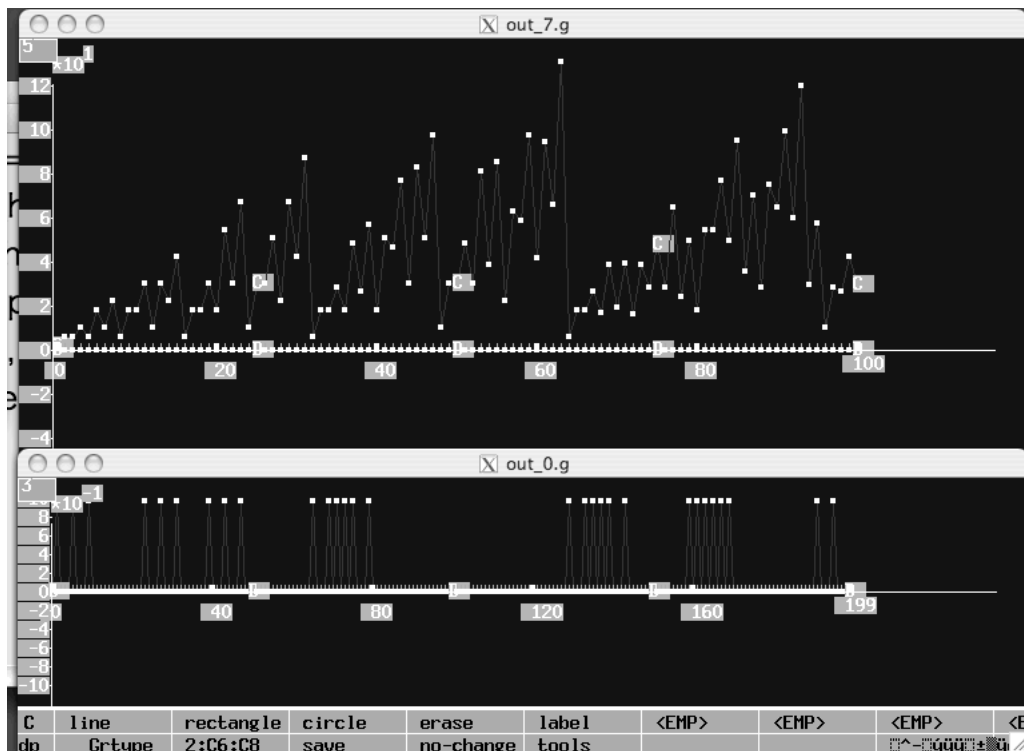 X out_7.g
5
*10 1
12
10
8
6
4
2
0
-2
-4
C C C C
D D D
0 20 40 60 80 100
X out_0.g
3
*10 -1
8
6
4
2
0
-2
-4
-6
-8
-10
D D D
0 40 80 120 160 199
C line rectangle circle erase label <EMP> <EMP> <EMP>
dp Grtype 2:C6:C8 save no-change tools